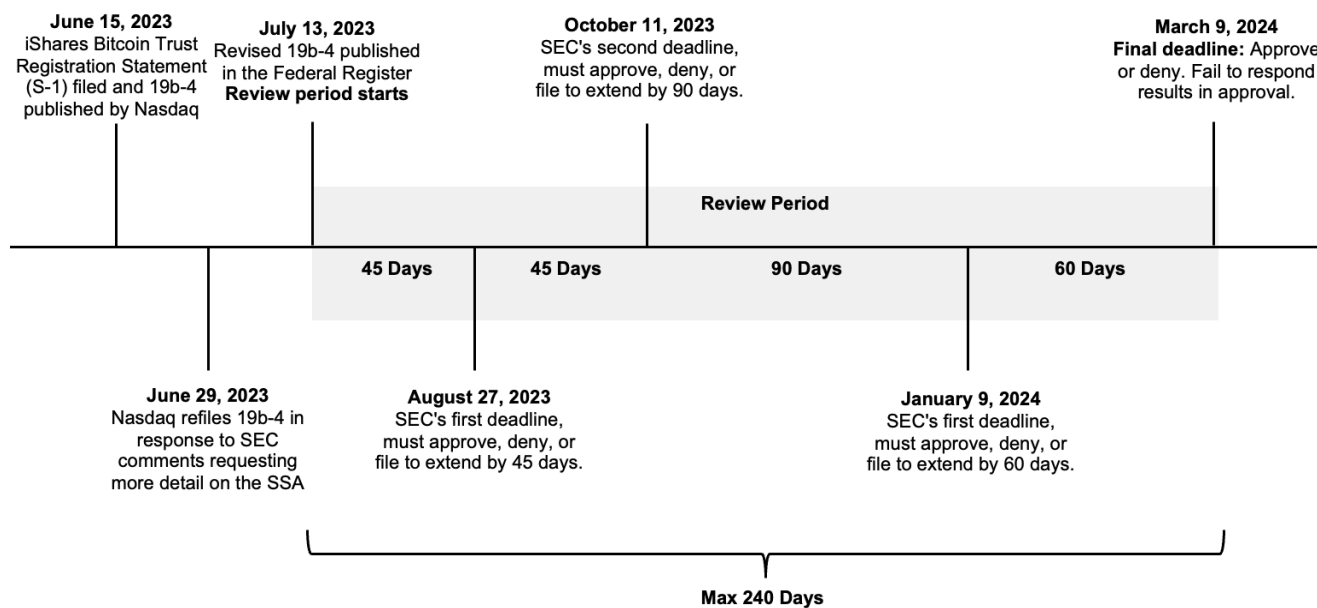 June 15, 2023
iShares Bitcoin Trust
Registration Statement
(S-1) filed and 19b-4
published by Nasdaq
July 13, 2023
Revised 19b-4 published
in the Federal Register
Review period starts
October 11, 2023
SEC's second deadline,
must approve, deny, or
file to extend by 90 days.
March 9, 2024
Final deadline: Approve
or deny. Fail to respond
results in approval.
Review Period
45 Days
45 Days
90 Days
60 Days
June 29, 2023
Nasdaq refiles 19b-4 in
response to SEC
comments requesting
more detail on the SSA
August 27, 2023
SEC's first deadline,
must approve, deny, or
file to extend by 45 days.
January 9, 2024
SEC's first deadline,
must approve, deny, or
file to extend by 60 days.
Max 240 Days